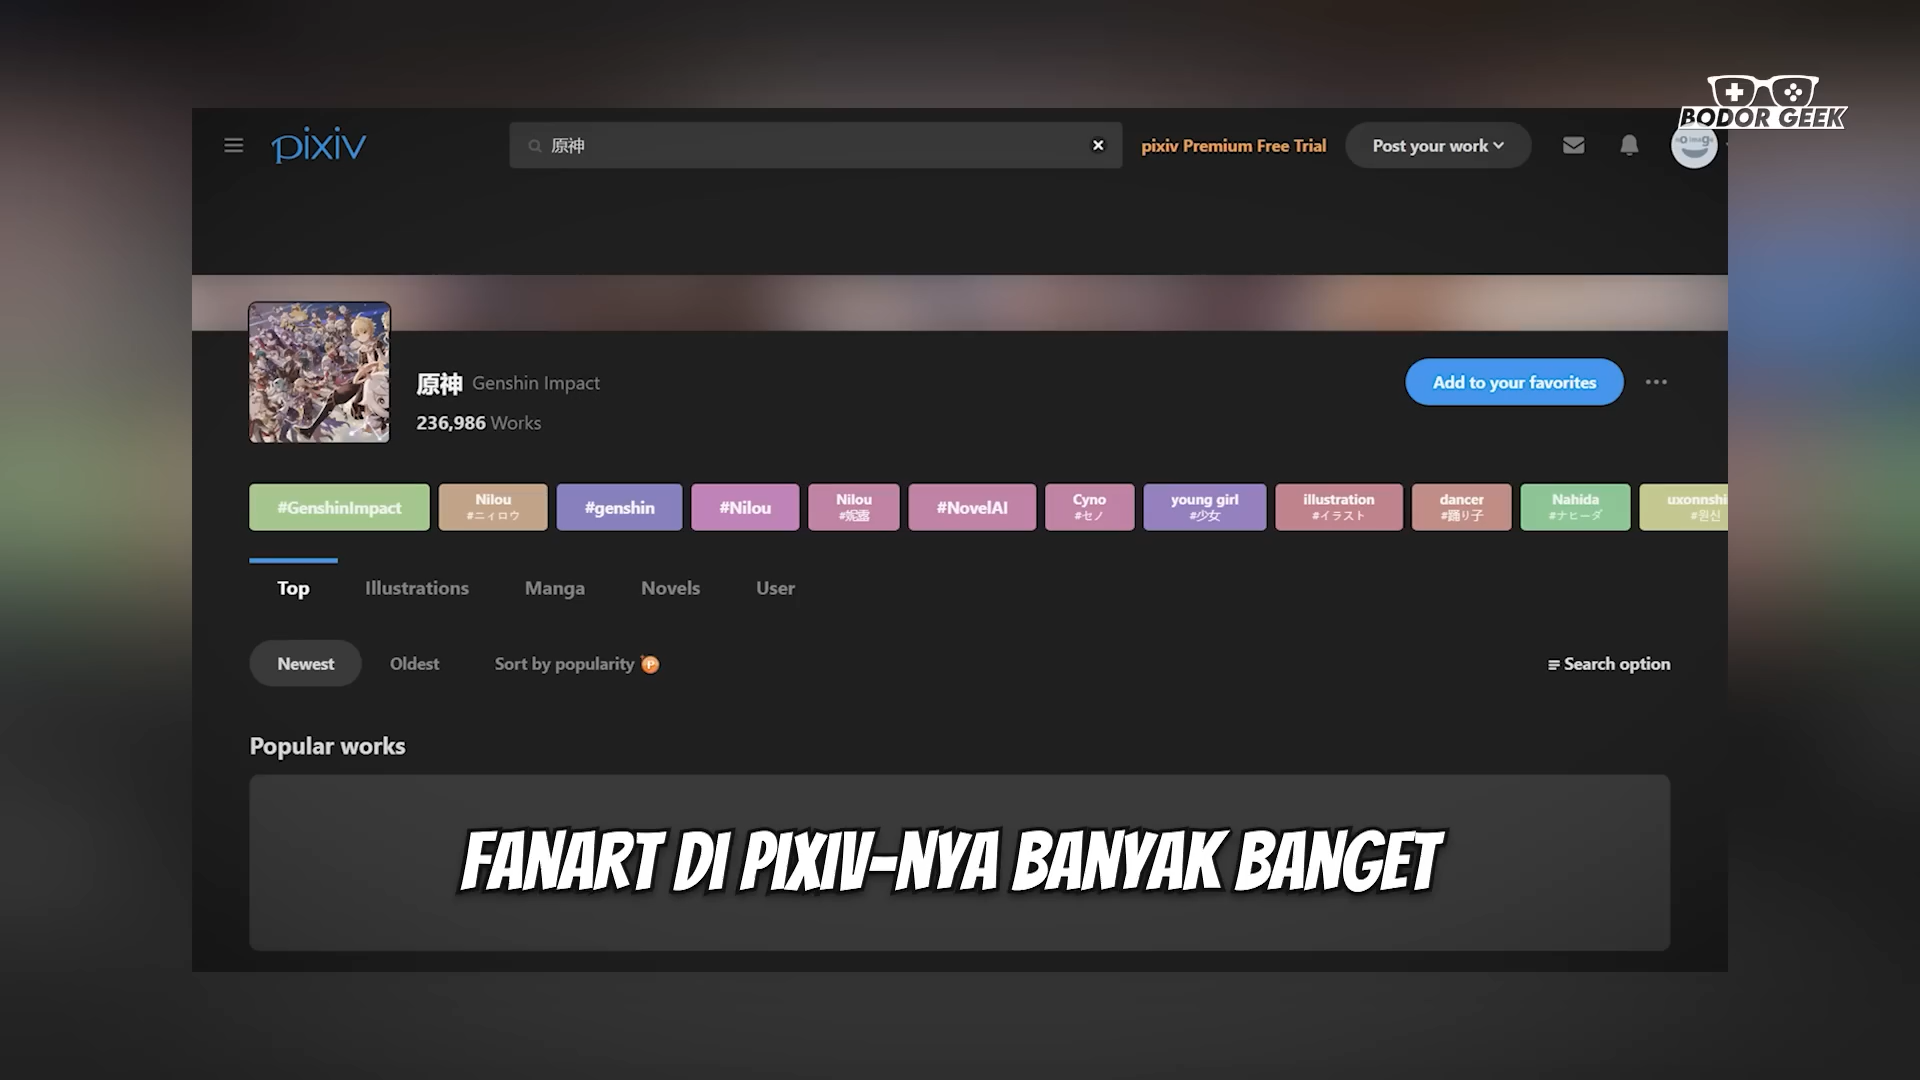 BODOR GEEK
pixiv
原神
pixiv Premium Free Trial
Post your work
原神 Genshin Impact
236,986 Works
Add to your favorites
#GenshinImpact
Nilou
#ニィロウ
#genshin
#Nilou
Nilou
#妮露
#NovelAI
Cyno
#セノ
young girl
#少女
illustration
#イラスト
dancer
#踊り子
Nahida
#ナヒーダ
uxonnshi
#원신
Top
Illustrations
Manga
Novels
User
Newest
Oldest
Sort by popularity
Search option
Popular works
FANART DI PIXIV-NYA BANYAK BANGET